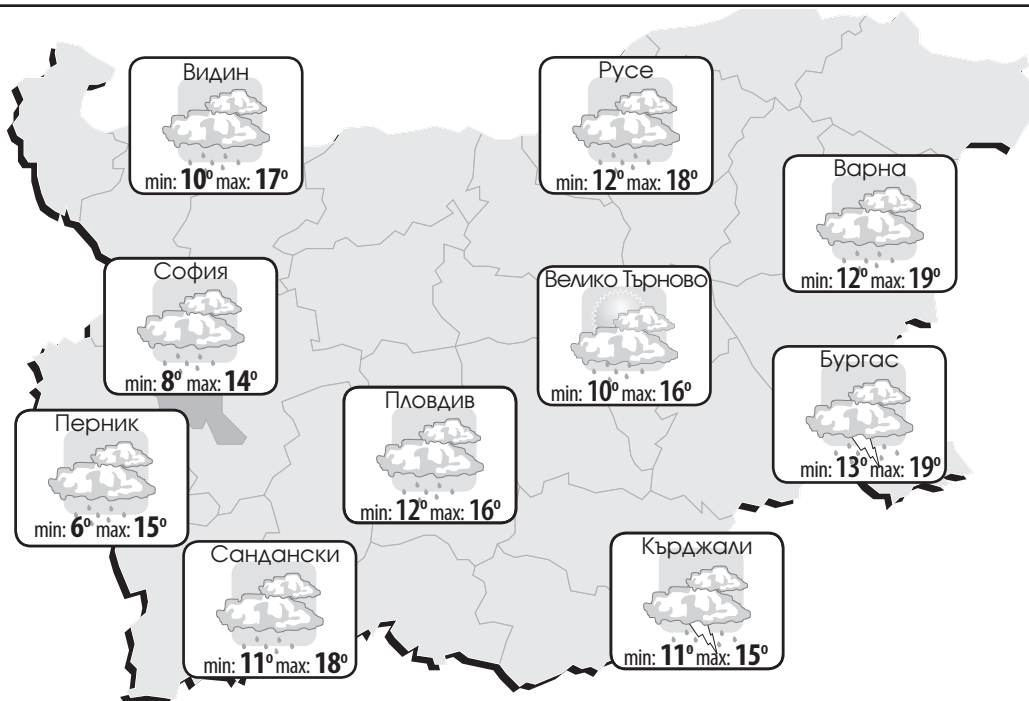 Видин
min: 10° max: 17°
Русе
min: 12° max: 18°
Варна
min: 12° max: 19°
София
min: 8° max: 14°
Велико Търново
min: 10° max: 16°
Бургас
min: 13° max: 19°
Пловдив
min: 12° max: 16°
Перник
min: 6° max: 15°
Сандански
min: 11° max: 18°
Кърджали
min: 11° max: 15°